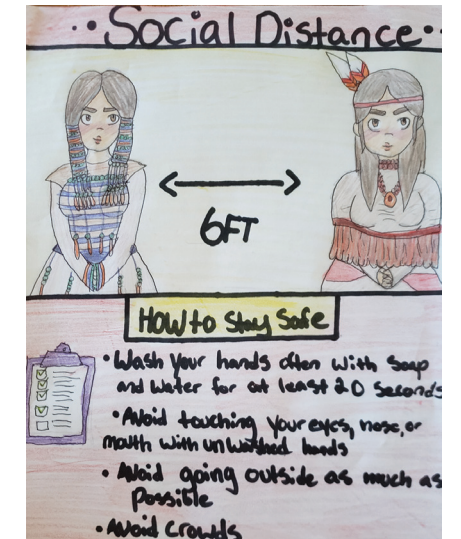 Social Distance
6FT
How to Stay Safe
• Wash your hands often with soap
and water for at least 20 seconds
• Avoid touching your eyes, nose, or
mouth with unwashed hands
• Avoid going outside as much as
possible
• Avoid crowds